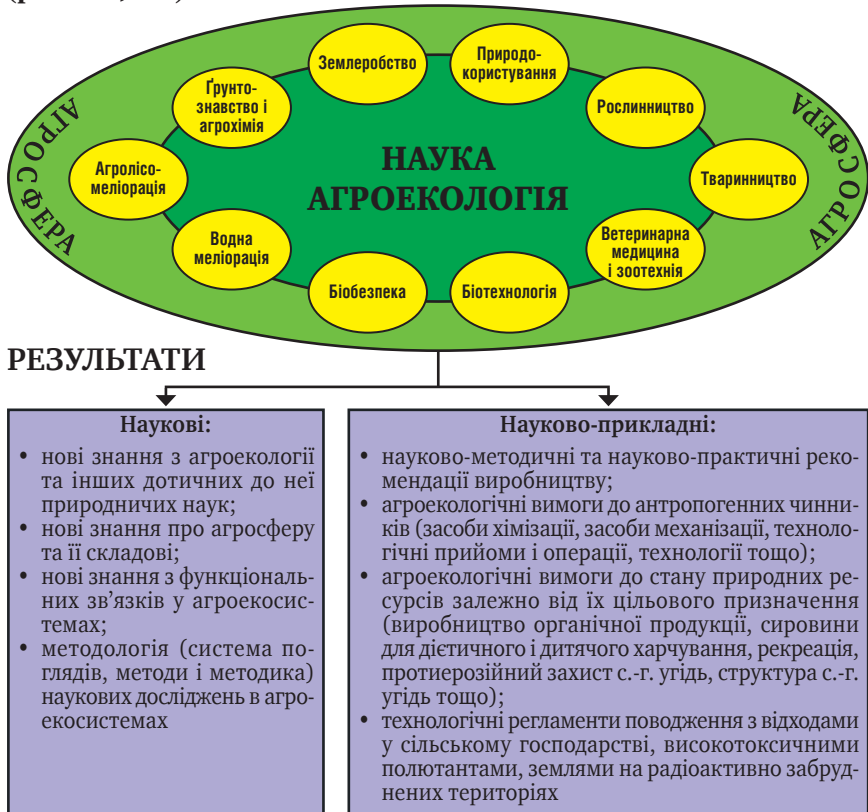 АГРОСФЕРА
Землеробство
Природо-
користування
Ґрунто-
знавство і
агрохімія
Рослинництво
АГРОСФЕРА
Агролісо-
меліорація
НАУКА
АГРОЕКОЛОГІЯ
Тваринництво
Водна
меліорація
Ветеринарна
медицина
і зоотехнія
Біобезпека
Біотехнологія
РЕЗУЛЬТАТИ
Наукові:
• нові знання з агроекології
та інших дотичних до неї
природничих наук;
• нові знання про агросферу
та її складові;
• нові знання з функціональ-
них зв’язків у агроекосис-
темах;
• методологія (система по-
глядів, методи і методика)
наукових досліджень в агро-
екосистемах
Науково-прикладні:
• науково-методичні та науково-практичні реко-
мендації виробництву;
• агроекологічні вимоги до антропогенних чинни-
ків (засоби хімізації, засоби механізації, техноло-
гічні прийоми і операції, технології тощо);
• агроекологічні вимоги до стану природних ре-
сурсів залежно від їх цільового призначення
(виробництво органічної продукції, сировини
для дієтичного і дитячого харчування, рекреація,
протиерозійний захист с.-г. угідь, структура с.-г.
угідь тощо);
• технологічні регламенти поводження з відходами
у сільському господарстві, високотоксичними
полютантами, землями на радіоактивно забруд-
нених територіях